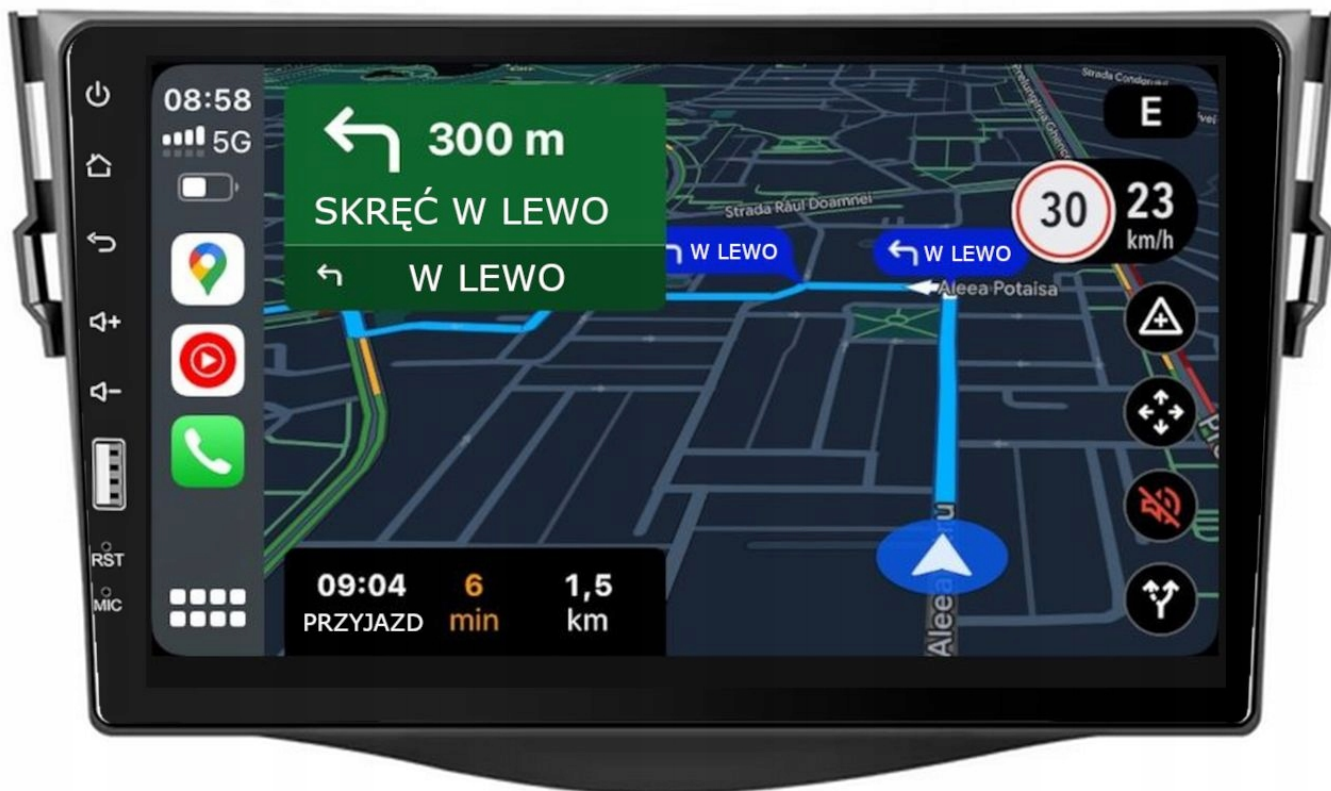 08:58
5G
300 m
SKRĘĆ W LEWO
W LEWO
W LEWO
W LEWO
E
30
23
km/h
Strada Raul Doamnei
Aleea Potaisa
Aleea
09:04 6 1,5
PRZYJAZD min km
RST
MIC